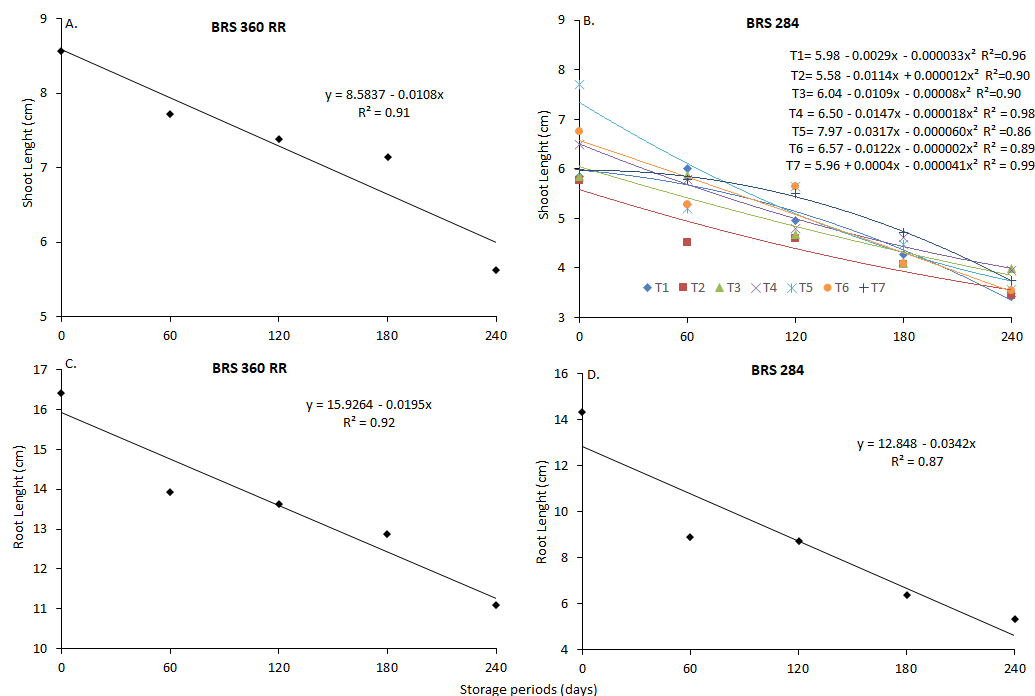 A.
BRS 360 RR
9
8
7
6
5
Shoot Lenght (cm)
y = 8.5837 - 0.0108x
R² = 0.91
0 60 120 180 240
B.
BRS 284
9
8
7
6
5
4
3
Shoot Lenght (cm)
T1= 5.98 - 0.0029x - 0.000033x² R²=0.96
T2= 5.58 - 0.0114x + 0.000012x² R²=0.90
T3= 6.04 - 0.0109x - 0.00008x² R²=0.90
T4 = 6.50 - 0.0147x - 0.000018x² R² = 0.98
T5= 7.97 - 0.0317x - 0.000060x² R²=0.86
T6 = 6.57 - 0.0122x - 0.000002x² R² = 0.89
T7 = 5.96 + 0.0004x - 0.000041x² R²=0.99
T1 T2 T3 T4 T5 T6 T7
0 60 120 180 240
C.
BRS 360 RR
17
16
15
14
13
12
11
10
Root Lenght (cm)
y = 15.9264 - 0.0195x
R² = 0.92
0 60 120 180 240
D.
BRS 284
16
14
12
10
8
6
4
Root Lenght (cm)
y = 12.848 - 0.0342x
R² = 0.87
0 60 120 180 240
Storage periods (days)